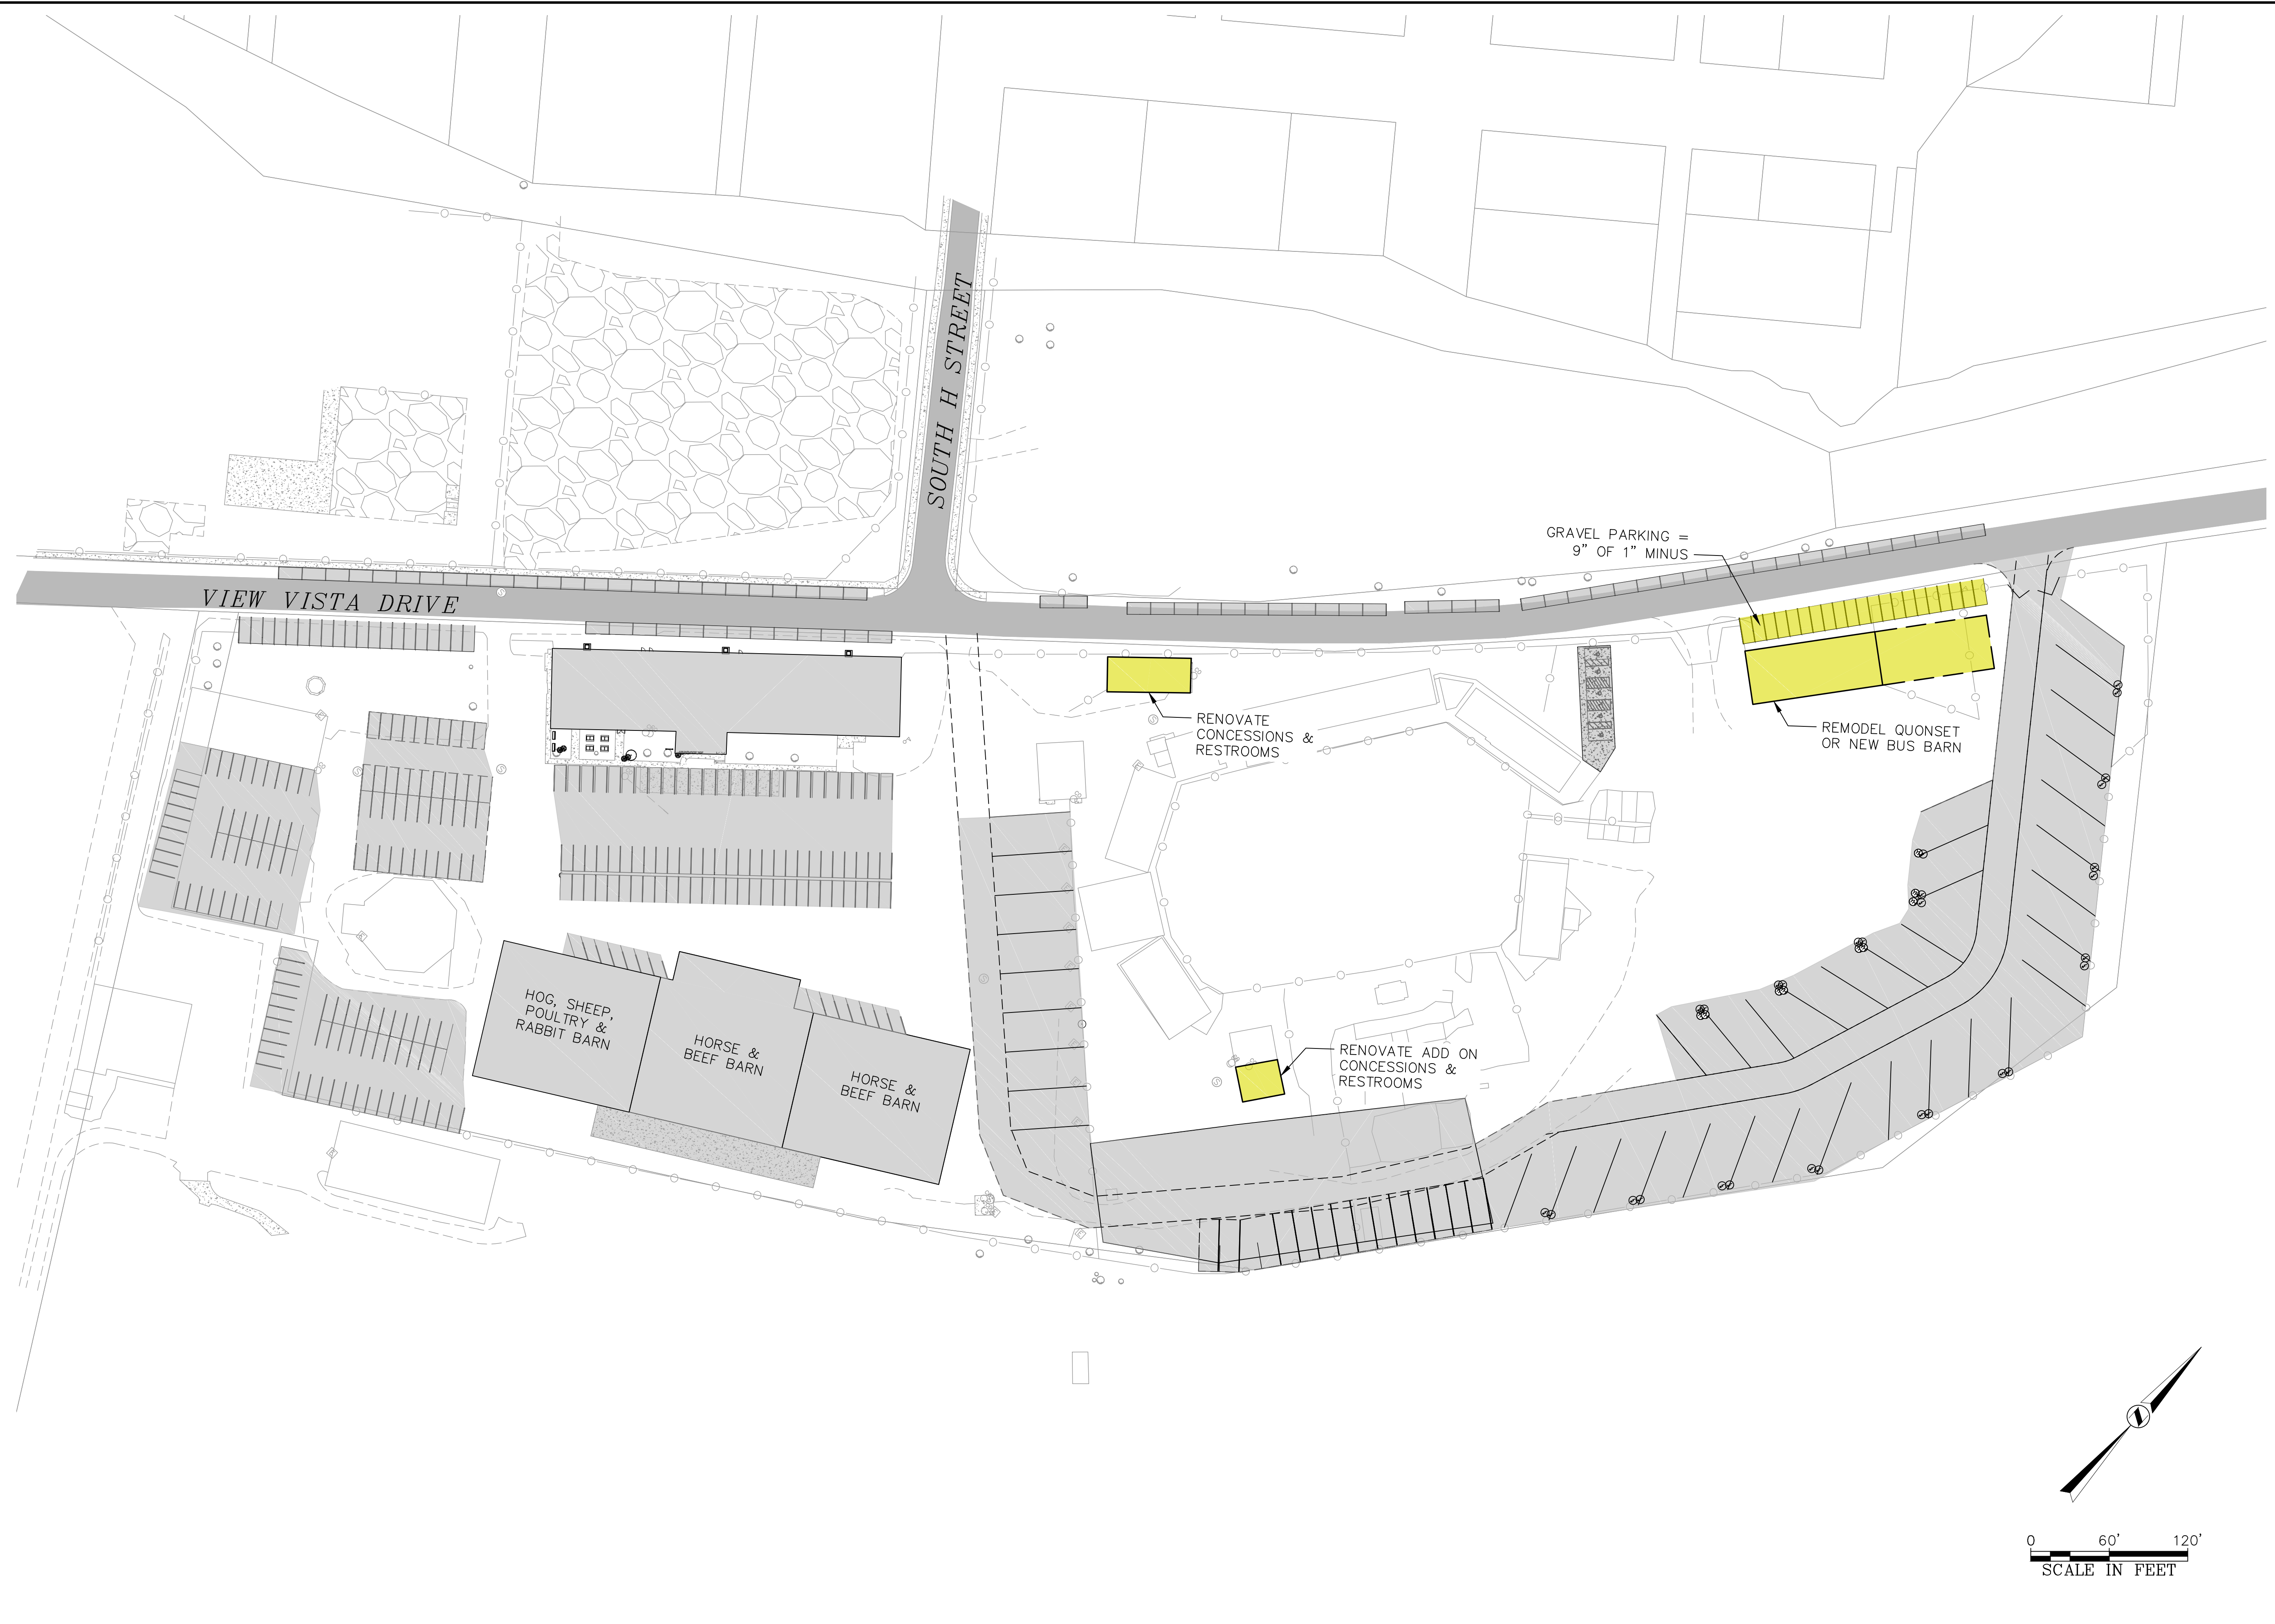 SOUTH H STREET
GRAVEL PARKING =
9" OF 1" MINUS
VIEW VISTA DRIVE
RENOVATE
CONCESSIONS &
RESTROOMS
REMODEL QUONSET
OR NEW BUS BARN
HOG, SHEEP,
POULTRY &
RABBIT BARN
HORSE &
BEEF BARN
HORSE &
BEEF BARN
RENOVATE ADD ON
CONCESSIONS &
RESTROOMS
0 60' 120'
SCALE IN FEET